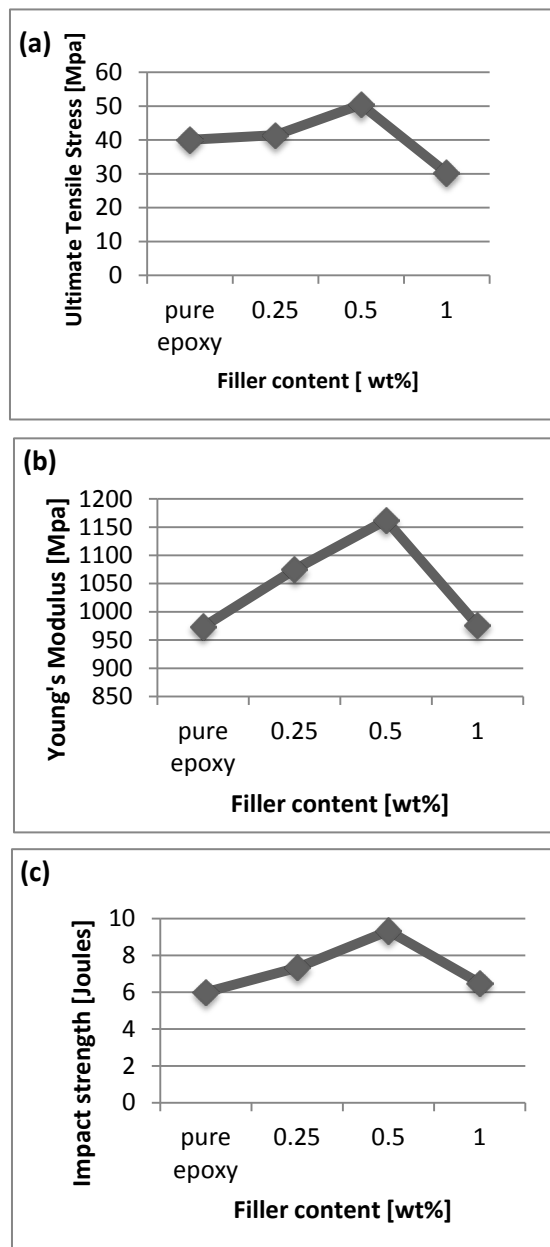 (a)
Ultimate Tensile Stress [Mpa]
60
50
40
30
20
10
0
pure epoxy
0.25
0.5
1
Filler content [ wt%]
(b)
Young's Modulus [Mpa]
1200
1150
1100
1050
1000
950
900
850
pure epoxy
0.25
0.5
1
Filler content [wt%]
(c)
Impact strength [Joules]
10
8
6
4
2
0
pure epoxy
0.25
0.5
1
Filler content [wt%]